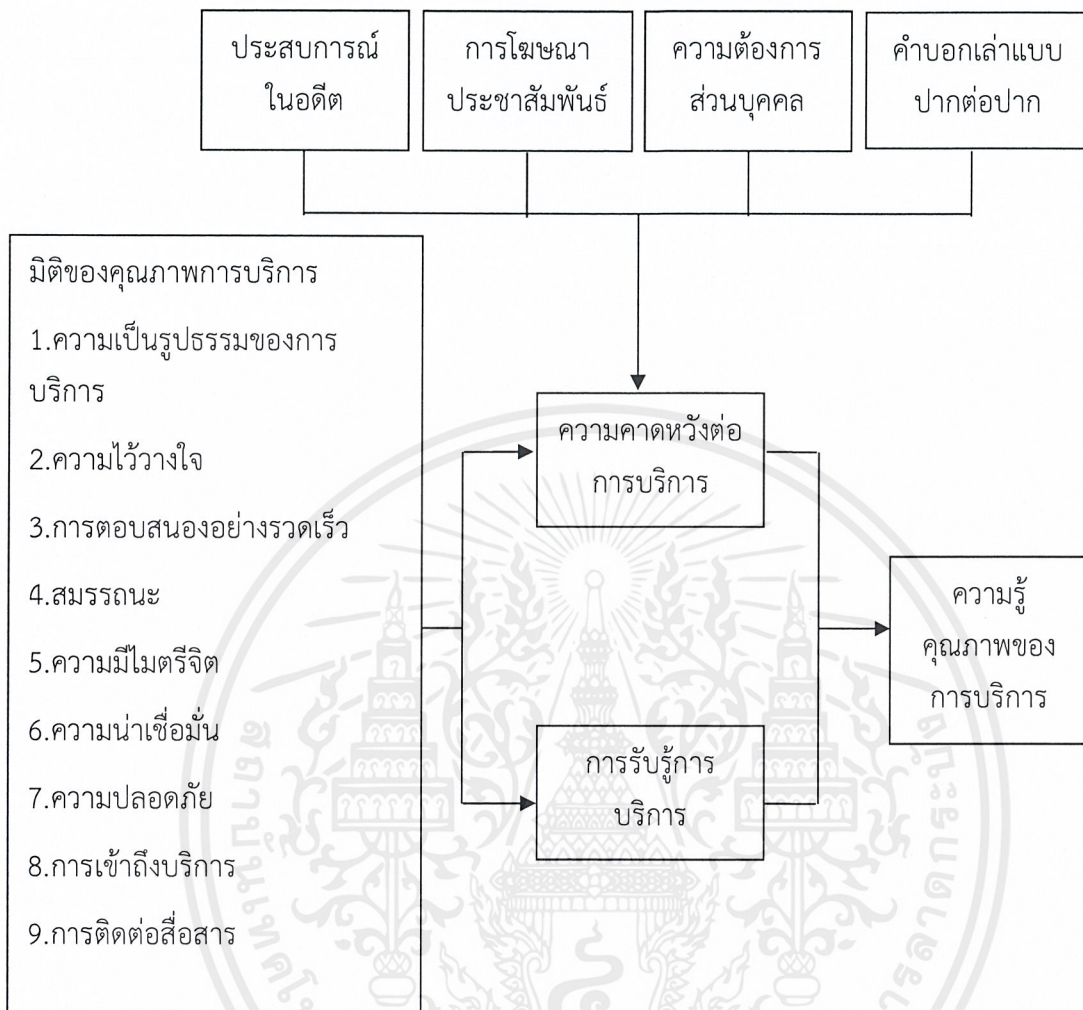 ประสบการณ์
ในอดีต
การโฆษณา
ประชาสัมพันธ์
ความต้องการ
ส่วนบุคคล
คำบอกเล่าแบบ
ปากต่อปาก
มิติของคุณภาพการบริการ
1.ความเป็นรูปธรรมของการ
บริการ
2.ความไว้วางใจ
3.การตอบสนองอย่างรวดเร็ว
4.สมรรถนะ
5.ความมีไมตรีจิต
6.ความน่าเชื่อมั่น
7.ความปลอดภัย
8.การเข้าถึงบริการ
9.การติดต่อสื่อสาร
ความคาดหวังต่อ
การบริการ
การรับรู้การ
บริการ
ความรู้
คุณภาพของ
การบริการ